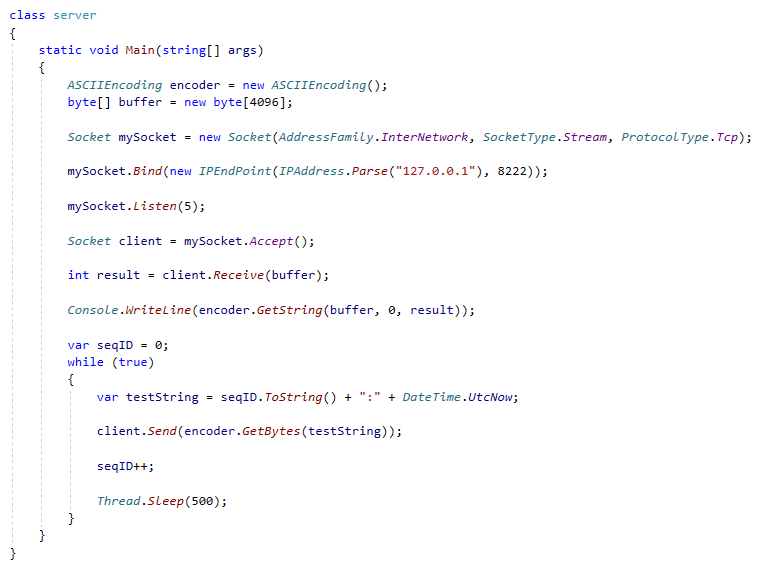 class server
{
static void Main(string[] args)
{
ASCIIEncoding encoder = new ASCIIEncoding();
byte[] buffer = new byte[4096];
Socket mySocket = new Socket(AddressFamily.InterNetwork, SocketType.Stream, ProtocolType.Tcp);
mySocket.Bind(new IPEndPoint(IPAddress.Parse("127.0.0.1"), 8222));
mySocket.Listen(5);
Socket client = mySocket.Accept();
int result = client.Receive(buffer);
Console.WriteLine(encoder.GetString(buffer, 0, result));
var seqID = 0;
while (true)
{
var testString = seqID.ToString() + ":" + DateTime.UtcNow;
client.Send(encoder.GetBytes(testString));
seqID++;
Thread.Sleep(500);
}
}
}